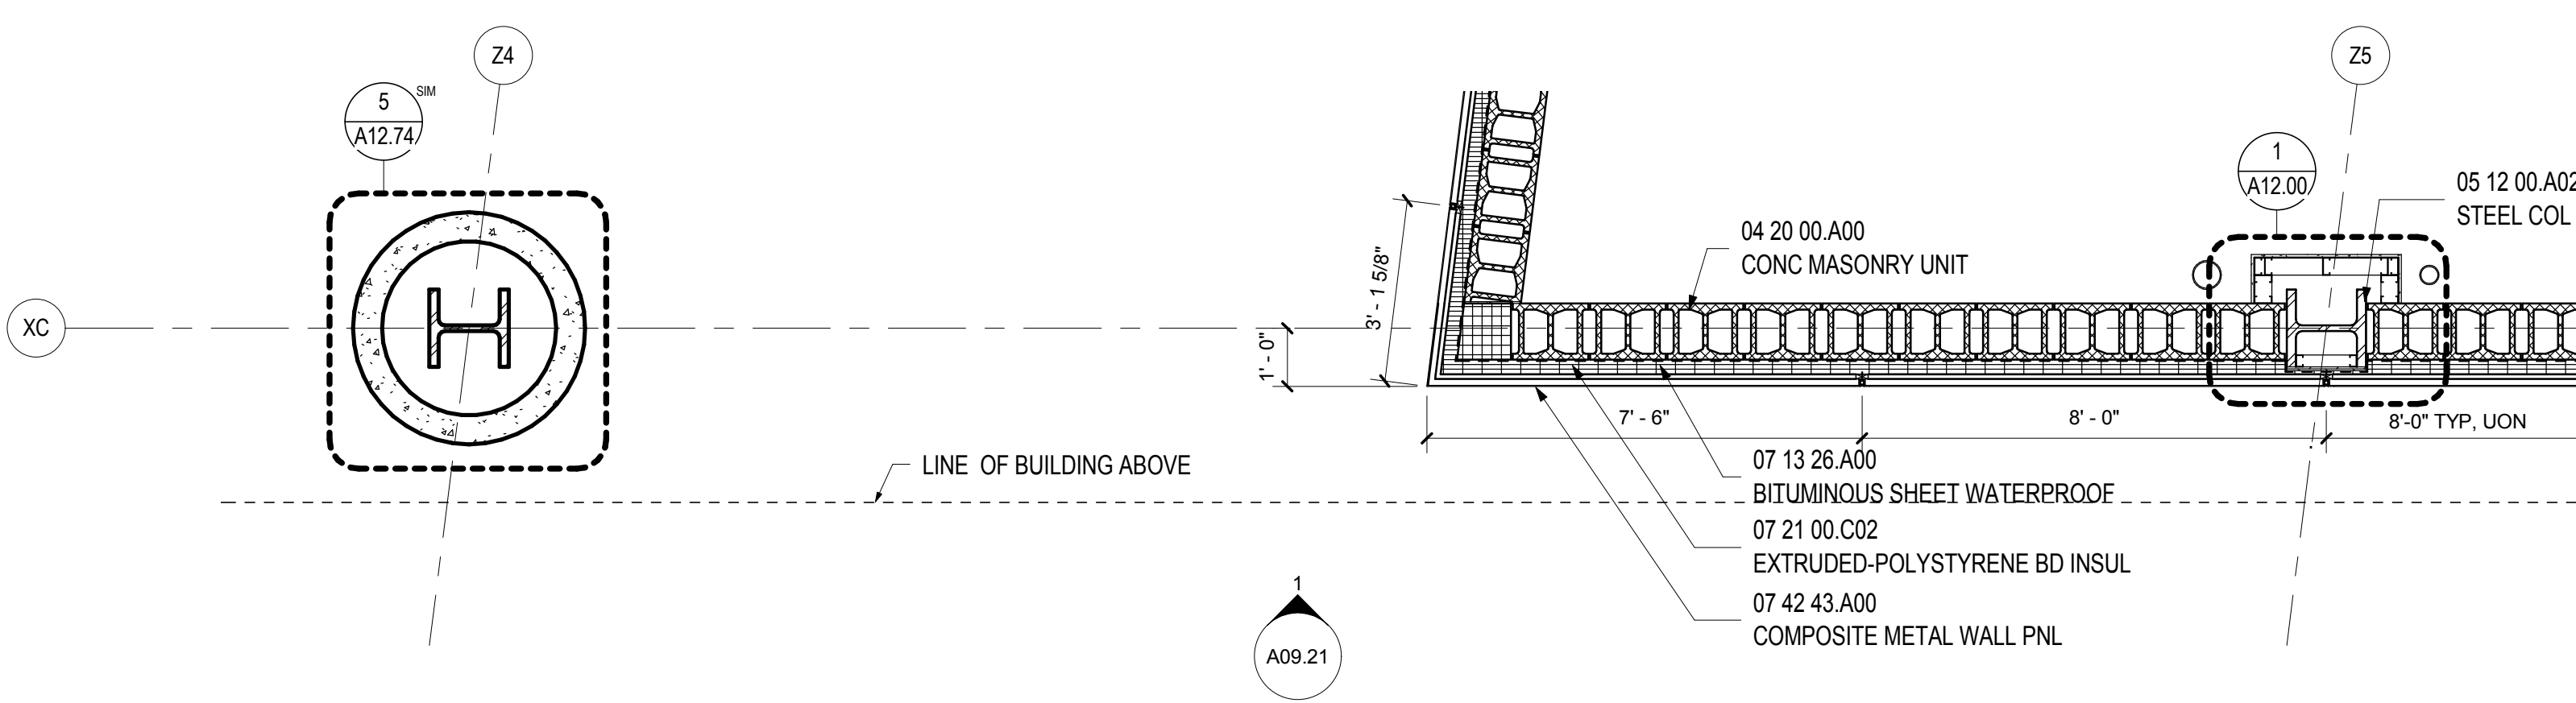 Z4
Z5
5
SIM
A12.74
1
A12.00
05 12 00.A02
STEEL COL
04 20 00.A00
CONC MASONRY UNIT
3' - 1 5/8"
XC
1' - 0"
7' - 6"
8' - 0"
8'-0" TYP, UON
LINE OF BUILDING ABOVE
07 13 26.A00
BITUMINOUS SHEET WATERPROOF
07 21 00.C02
EXTRUDED-POLYSTYRENE BD INSUL
1
07 42 43.A00
COMPOSITE METAL WALL PNL
A09.21